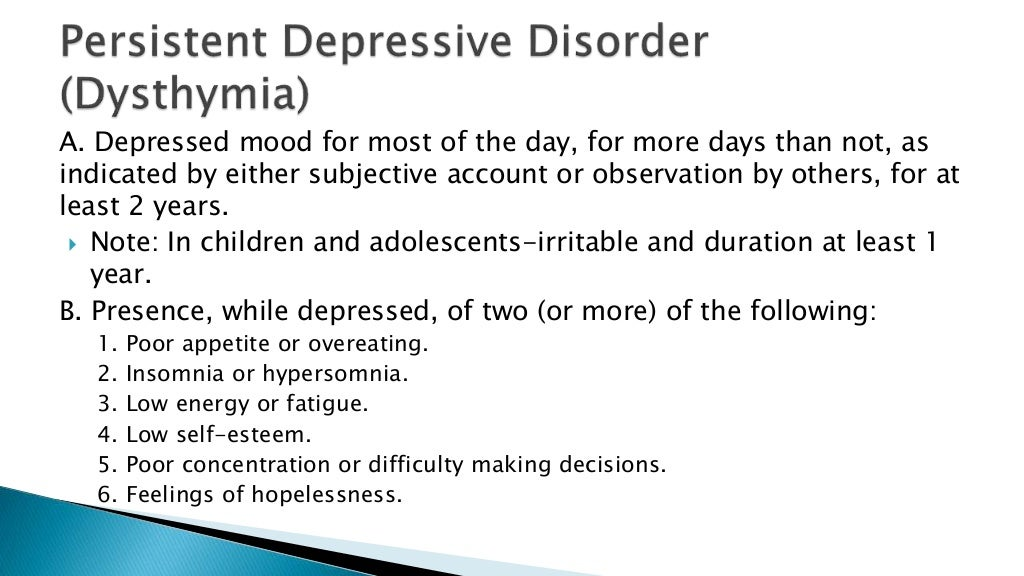 Persistent Depressive Disorder
(Dysthymia)
A. Depressed mood for most of the day, for more days than not, as
indicated by either subjective account or observation by others, for at
least 2 years.
Note: In children and adolescents-irritable and duration at least 1
year.
B. Presence, while depressed, of two (or more) of the following:
1. Poor appetite or overeating.
2. Insomnia or hypersomnia.
3. Low energy or fatigue.
4. Low self-esteem.
5. Poor concentration or difficulty making decisions.
6. Feelings of hopelessness.